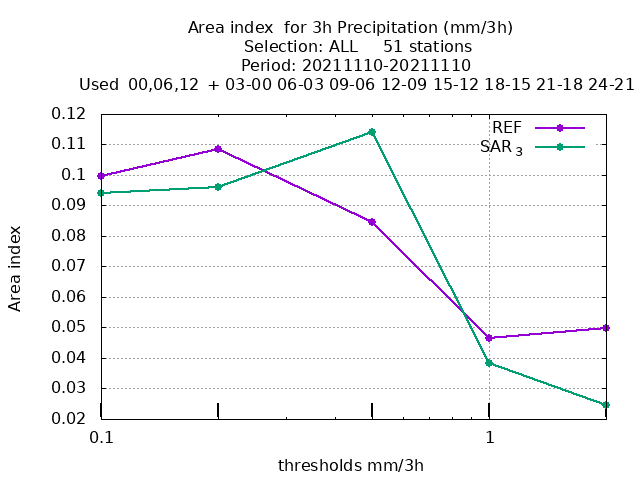 Area index  for 3h Precipitation (mm/3h)
Selection: ALL     51 stations
Period: 20211110-20211110
Used  00,06,12  + 03-00 06-03 09-06 12-09 15-12 18-15 21-18 24-21
REF
SAR 3
0.12
0.11
0.1
0.09
0.08
0.07
0.06
0.05
0.04
0.03
0.02
Area index
0.1
1
thresholds mm/3h